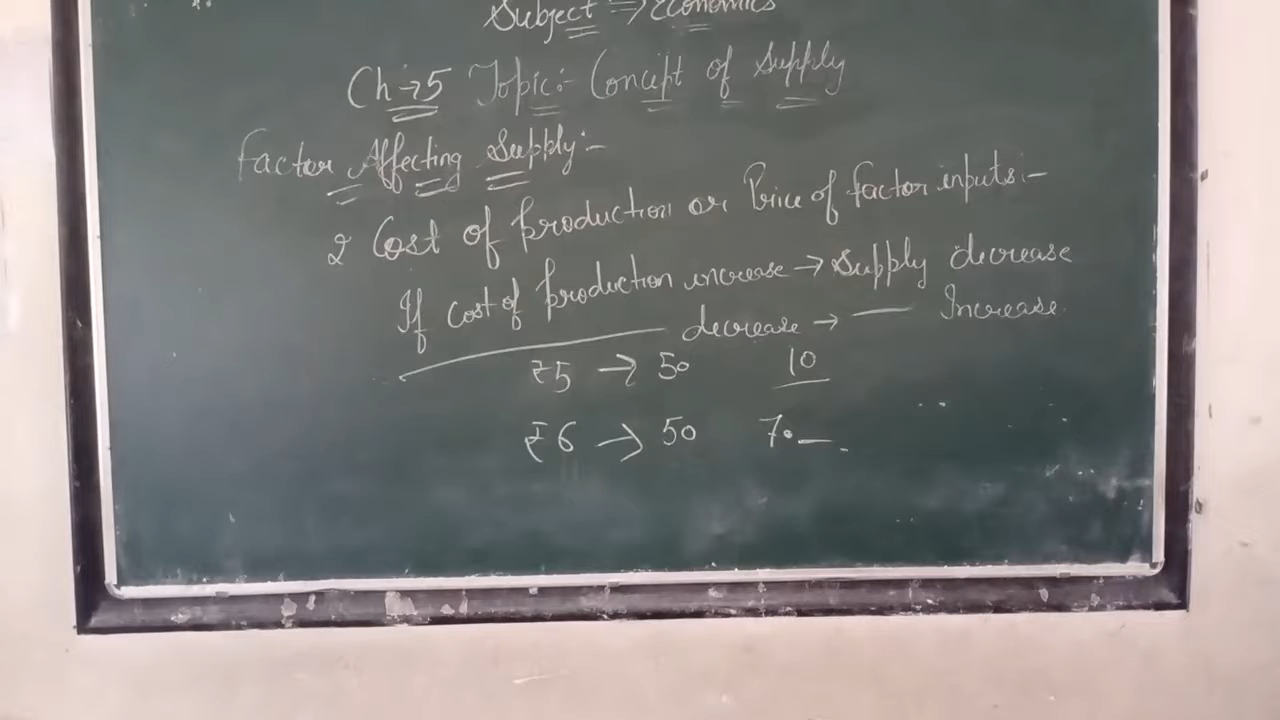 Subject ⇒ Economics
Ch → 5 Topic:- Concept of Supply
Factor Affecting Supply:-
2 Cost of production or Price of factor inputs:-
If cost of production increase → Supply decrease
—— decrease → — Increase
₹5 → 50 10
₹6 → 50 70—